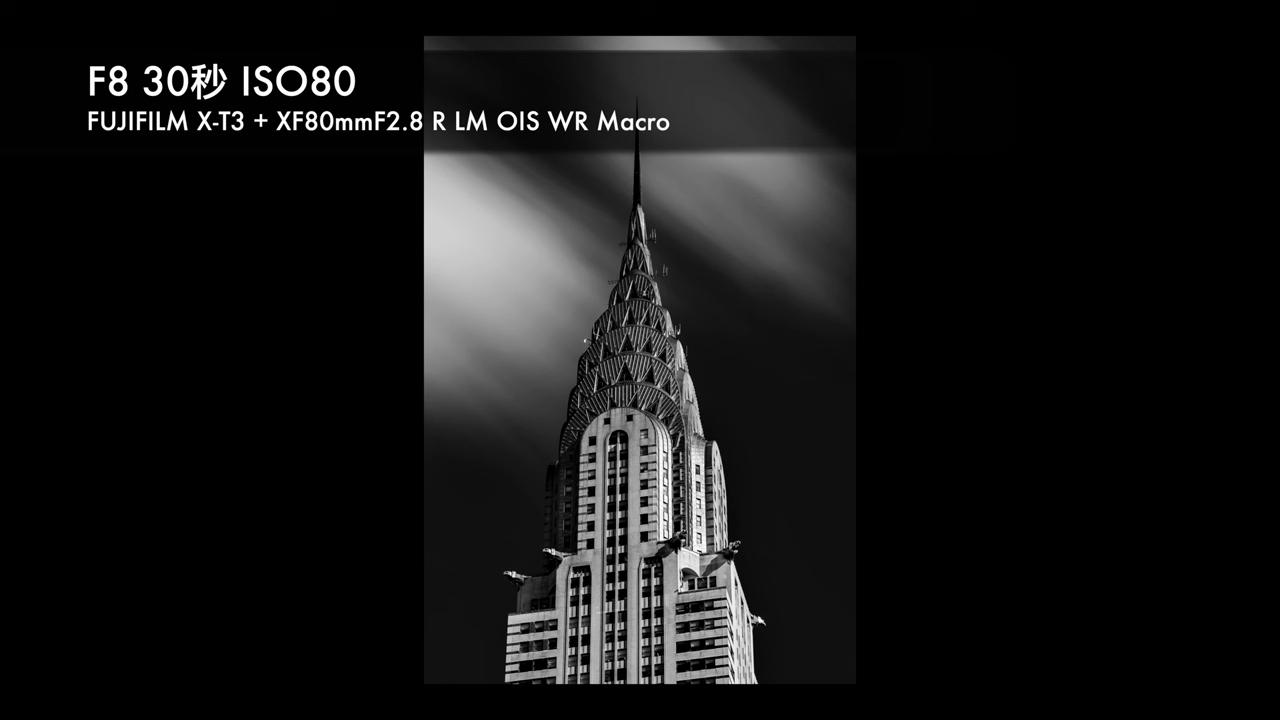 F8 30秒 ISO80
FUJIFILM X-T3 + XF80mmF2.8 R LM OIS WR Macro